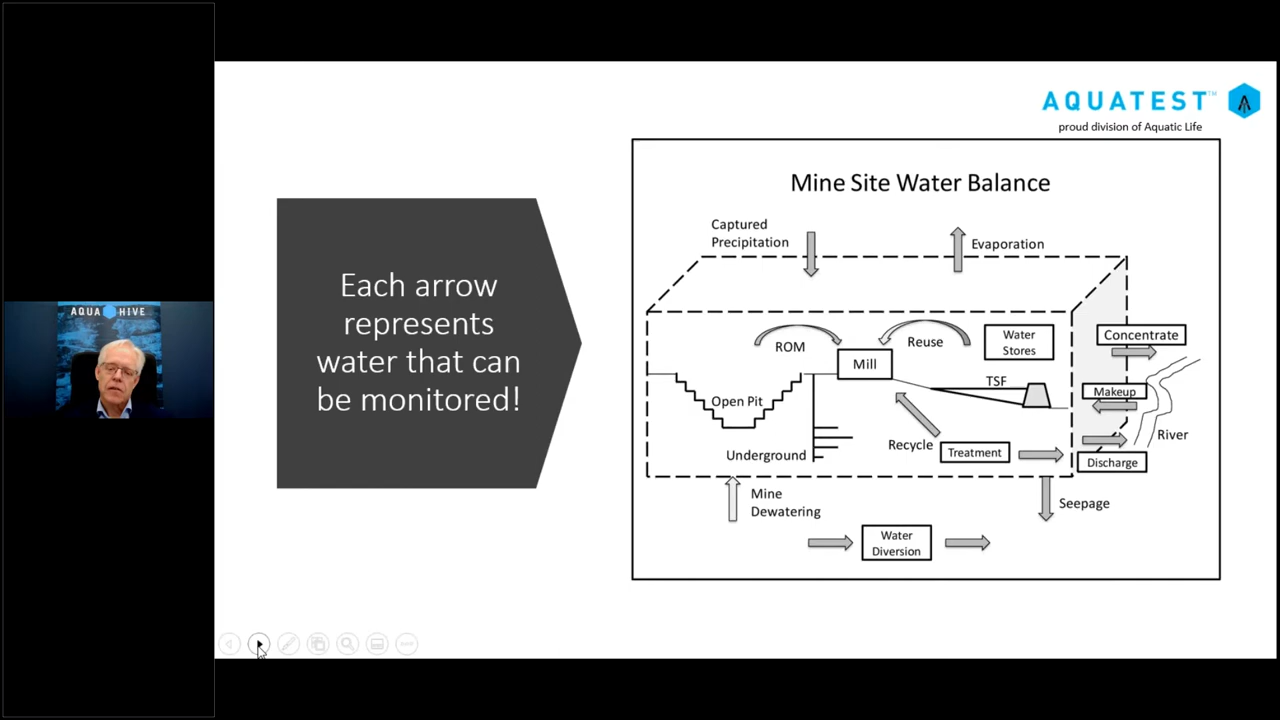 AQUA HIVE
AQUATEST™
proud division of Aquatic Life
Each arrow
represents
water that can
be monitored!
Mine Site Water Balance
Captured
Precipitation
Evaporation
ROM
Reuse
Water
Stores
Mill
Concentrate
TSF
Makeup
Open Pit
River
Recycle
Treatment
Underground
Discharge
Mine
Dewatering
Seepage
Water
Diversion